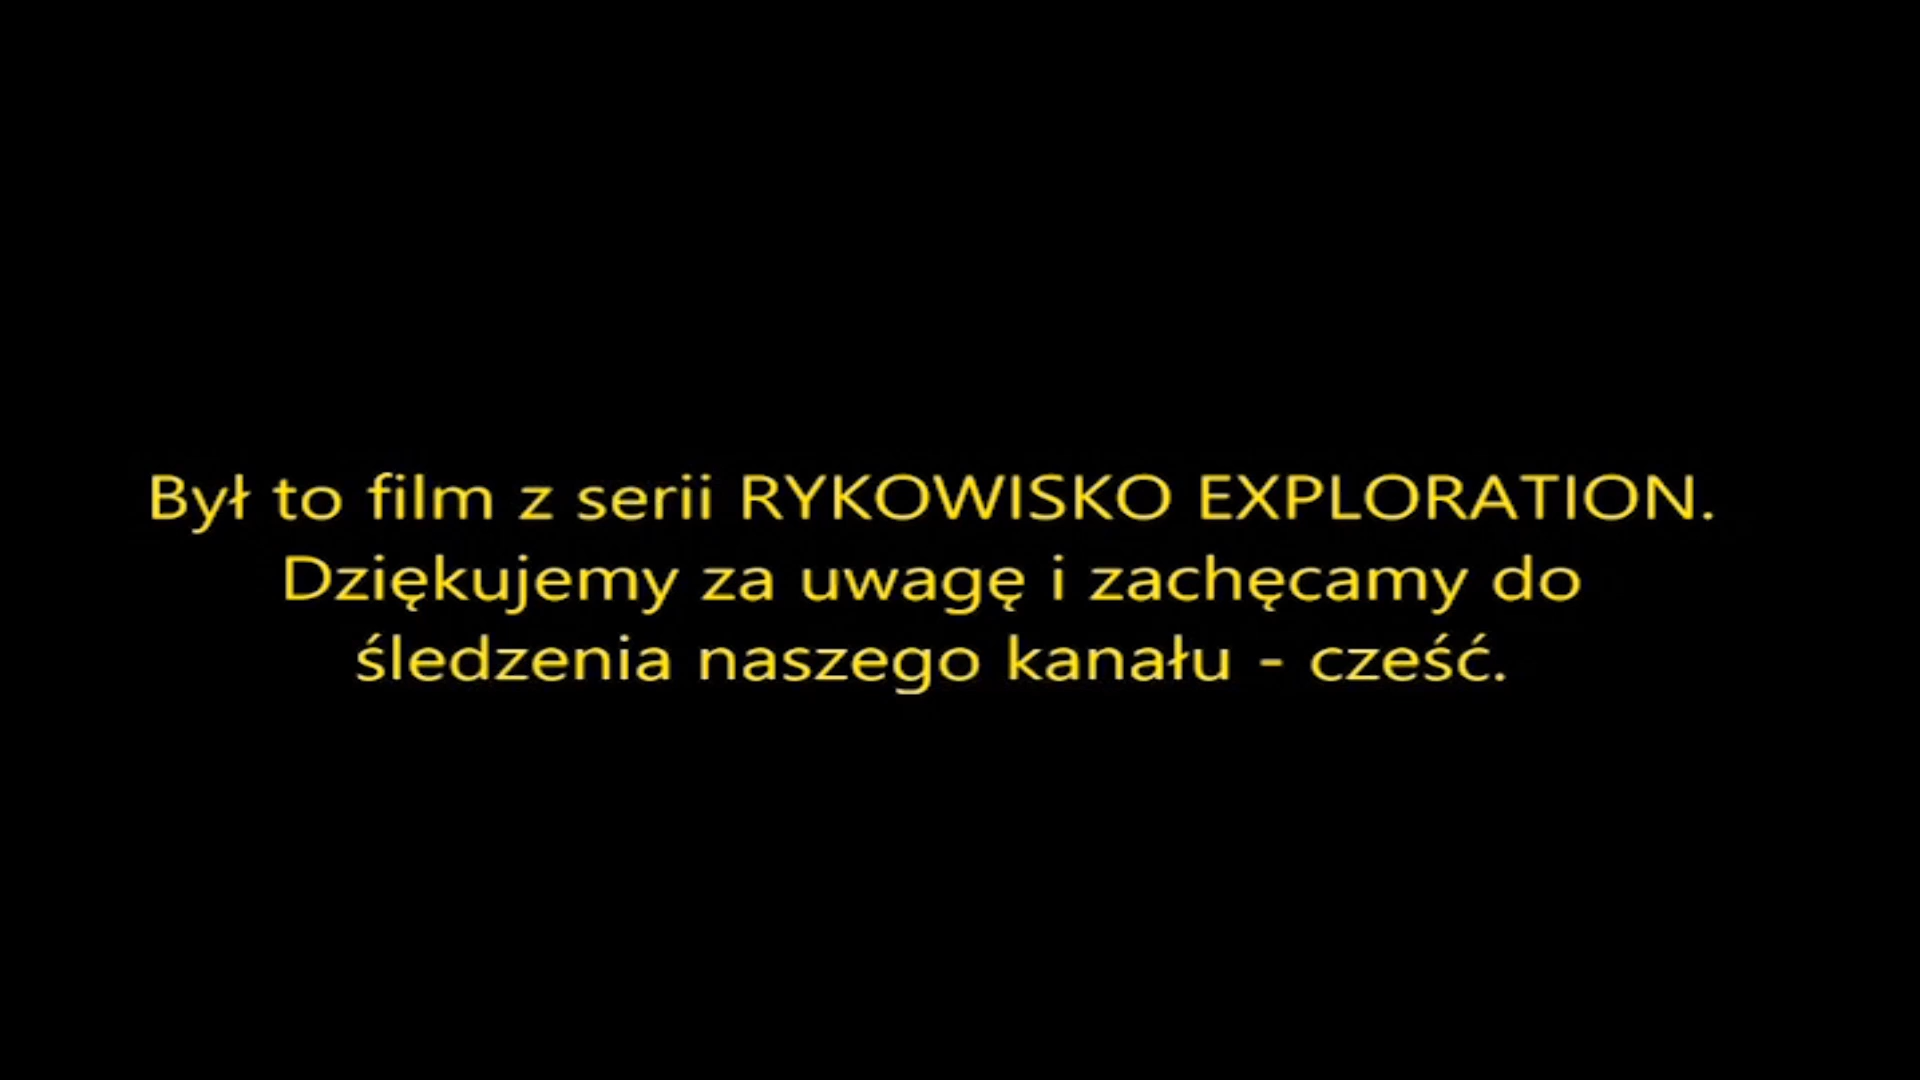 Był to film z serii RYKOWISKO EXPLORATION.
Dziękujemy za uwagę i zachęcamy do
śledzenia naszego kanału - cześć.